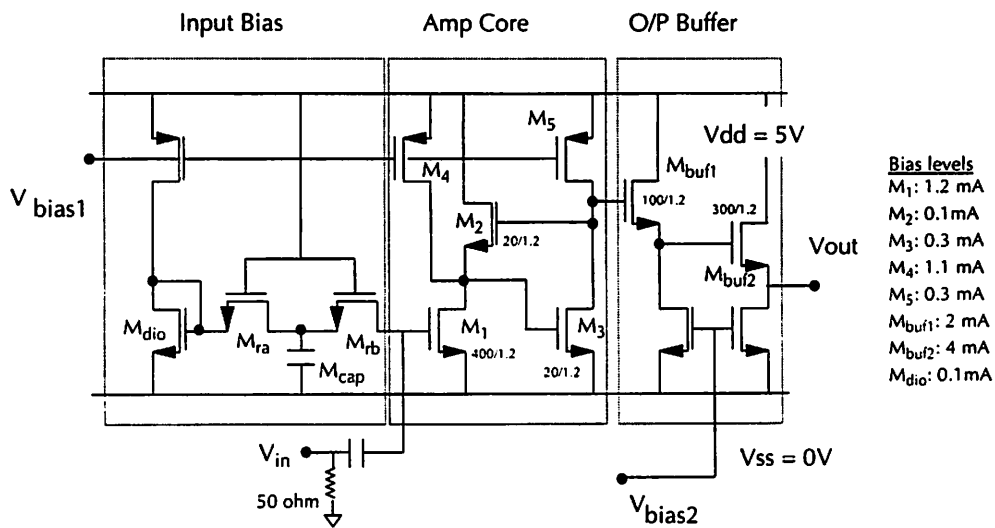 Input Bias
Amp Core
O/P Buffer
M5
Vdd = 5V
Mbuf1
Bias levels
M1: 1.2 mA
M2: 0.1mA
M3: 0.3 mA
M4: 1.1 mA
M5: 0.3 mA
Mbuf1: 2 mA
Mbuf2: 4 mA
Mdio: 0.1mA
V bias1
M4
M2
20/1.2
100/1.2
300/1.2
Vout
Mbuf2
Mdio
Mra
Mrb
M1
M3
400/1.2
20/1.2
Mcap
Vin
50 ohm
Vss = 0V
Vbias2